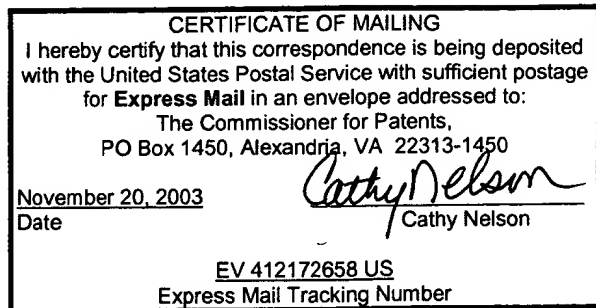 CERTIFICATE OF MAILING
I hereby certify that this correspondence is being deposited
with the United States Postal Service with sufficient postage
for Express Mail in an envelope addressed to:
The Commissioner for Patents,
PO Box 1450, Alexandria, VA 22313-1450
Cathy Nelson
November 20, 2003
Date Cathy Nelson
EV 412172658 US
Express Mail Tracking Number